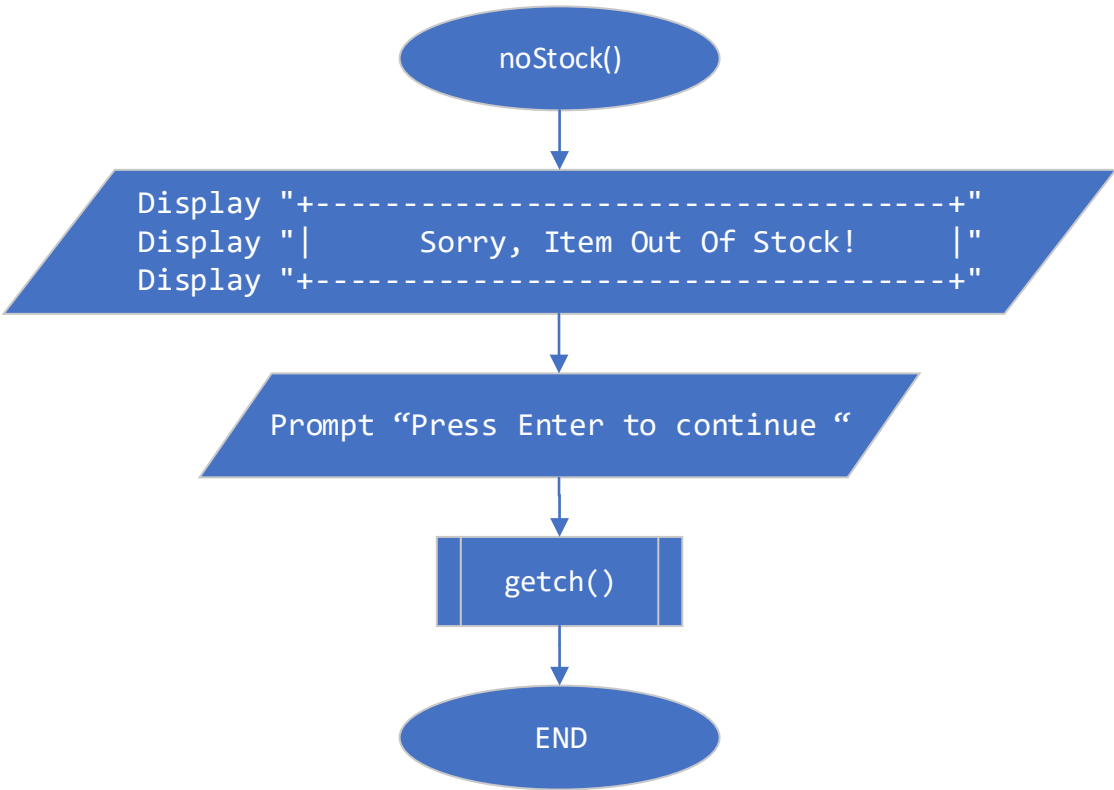 noStock()
Display "+-----------------------------------+"
Display "|      Sorry, Item Out Of Stock!     |"
Display "+-----------------------------------+"
Prompt “Press Enter to continue “
getch()
END